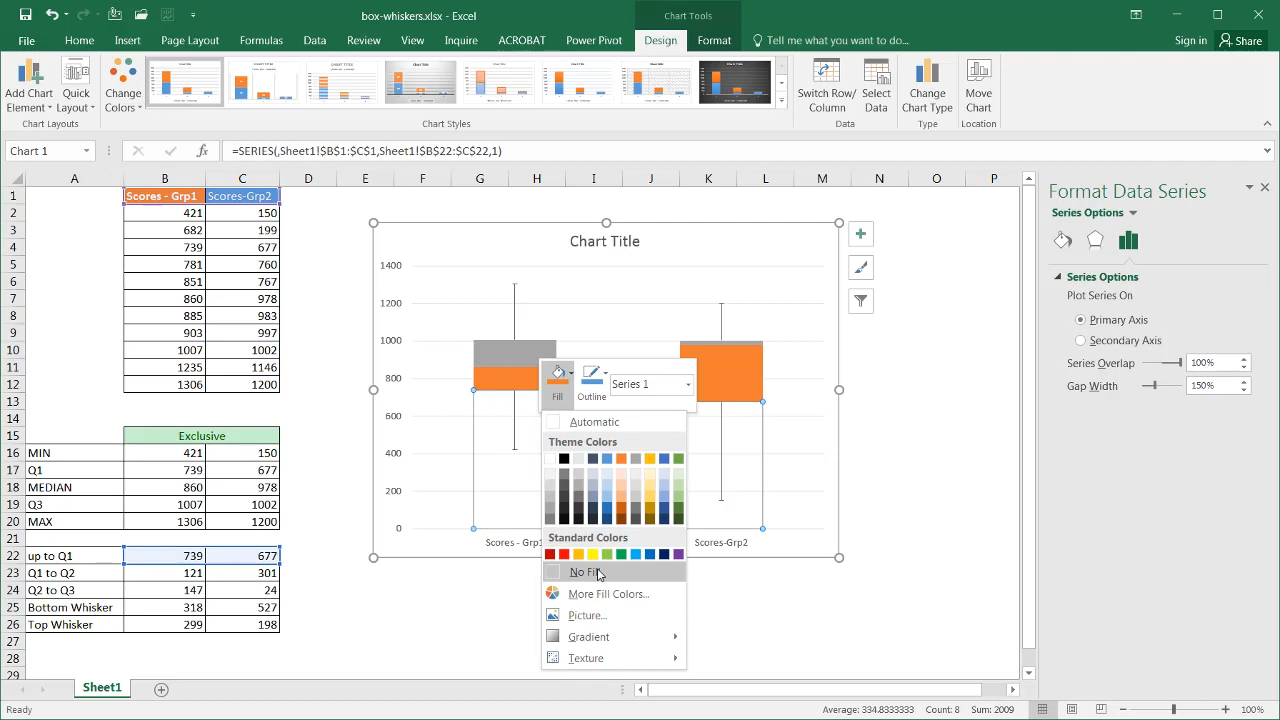 box-whiskers.xlsx - Excel
Chart Tools
File Home Insert Page Layout Formulas Data Review View Inquire ACROBAT Power Pivot Design Format Tell me what you want to do... Sign in Share
Add Chart Element
Quick Layout
Change Colors
Switch Row/ Column
Select Data
Change Chart Type
Move Chart
Chart Layouts Chart Styles Data Type Location
Chart 1 fx =SERIES(,Sheet1!$B$1:$C$1,Sheet1!$B$22:$C$22,1)
A B C D E F G H I J K L M N O P
1 Scores - Grp1 Scores-Grp2
2 421 150
3 682 199
4 739 677
5 781 760
6 851 767
7 860 978
8 885 983
9 903 997
10 1007 1002
11 1235 1146
12 1306 1200
13
14
15 Exclusive
16 MIN 421 150
17 Q1 739 677
18 MEDIAN 860 978
19 Q3 1007 1002
20 MAX 1306 1200
21
22 up to Q1 739 677
23 Q1 to Q2 121 301
24 Q2 to Q3 147 24
25 Bottom Whisker 318 527
26 Top Whisker 299 198
27
28
29
Chart Title
1400
1200
1000
800
600
400
200
0
Scores - Grp1 Scores-Grp2
Fill Outline Series 1
Automatic
Theme Colors
Standard Colors
No Fill
More Fill Colors...
Picture...
Gradient
Texture
Format Data Series
Series Options
Series Options
Plot Series On
Primary Axis
Secondary Axis
Series Overlap 100%
Gap Width 150%
Sheet1
Ready Average: 334.8333333 Count: 8 Sum: 2009 100%